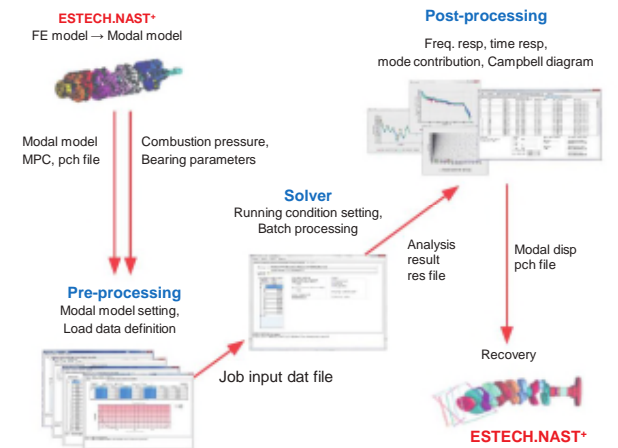 ESTECH.NAST+
FE model → Modal model
Modal model
MPC, pch file
Combustion pressure,
Bearing parameters
Pre-processing
Modal model setting,
Load data definition
Job input dat file
Solver
Running condition setting,
Batch processing
Analysis
result
res file
Post-processing
Freq. resp, time resp,
mode contribution, Campbell diagram
Modal disp
pch file
Recovery
ESTECH.NAST+